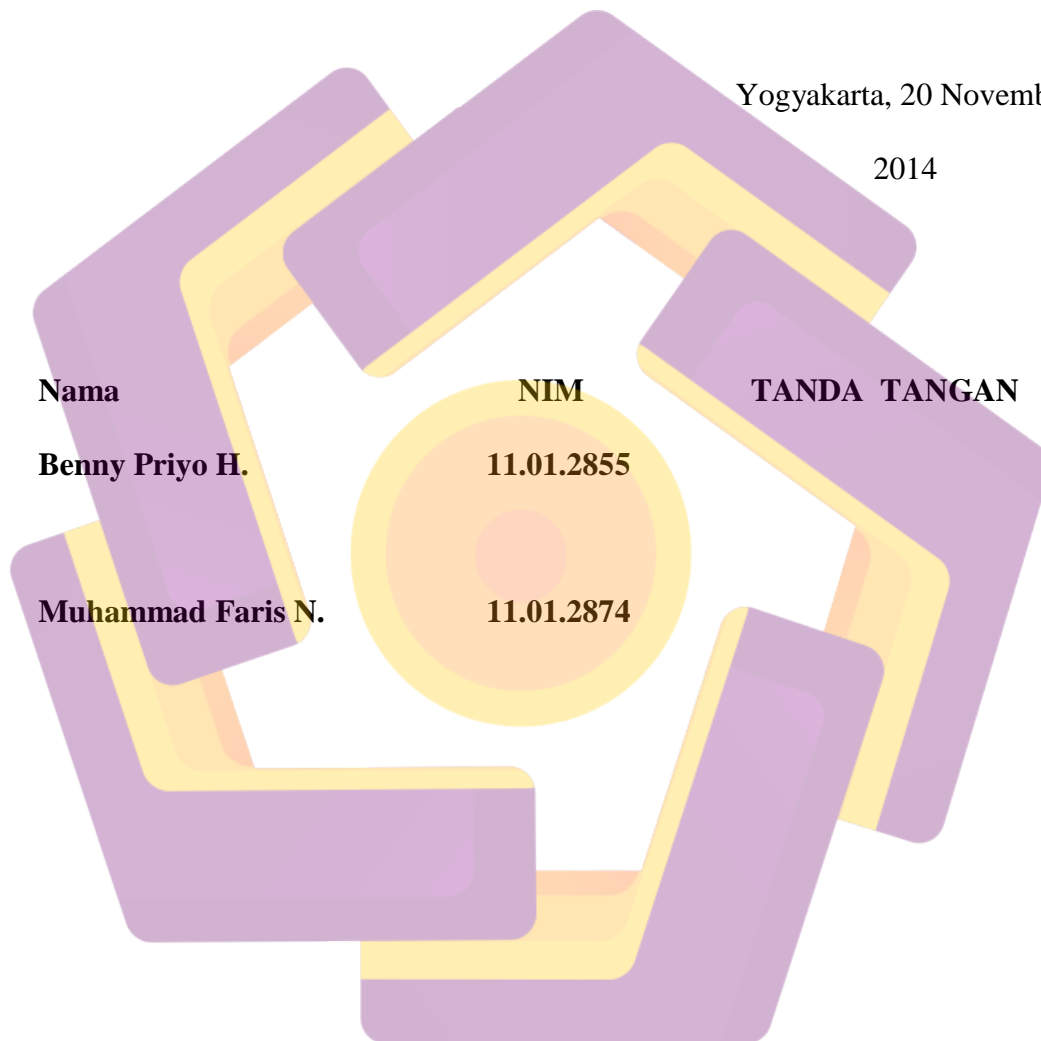 Yogyakarta, 20 Novemb
2014
Nama NIM TANDA TANGAN
Benny Priyo H. 11.01.2855
Muhammad Faris N. 11.01.2874